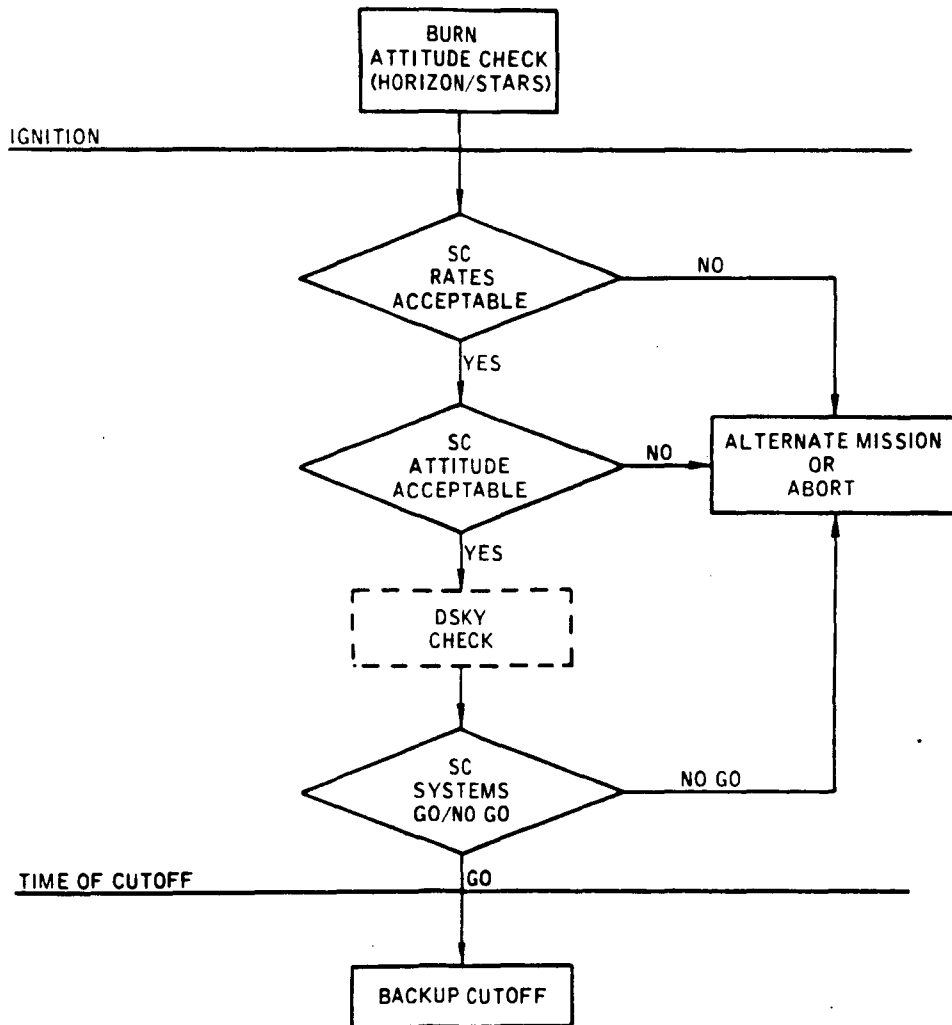 BURN
ATTITUDE CHECK
(HORIZON/STARS)
IGNITION
SC
RATES
ACCEPTABLE
NO
YES
SC
ATTITUDE
ACCEPTABLE
NO
ALTERNATE MISSION
OR
ABORT
YES
DSKY
CHECK
SC
SYSTEMS
GO/NO GO
NO GO
TIME OF CUTOFF
GO
BACKUP CUTOFF